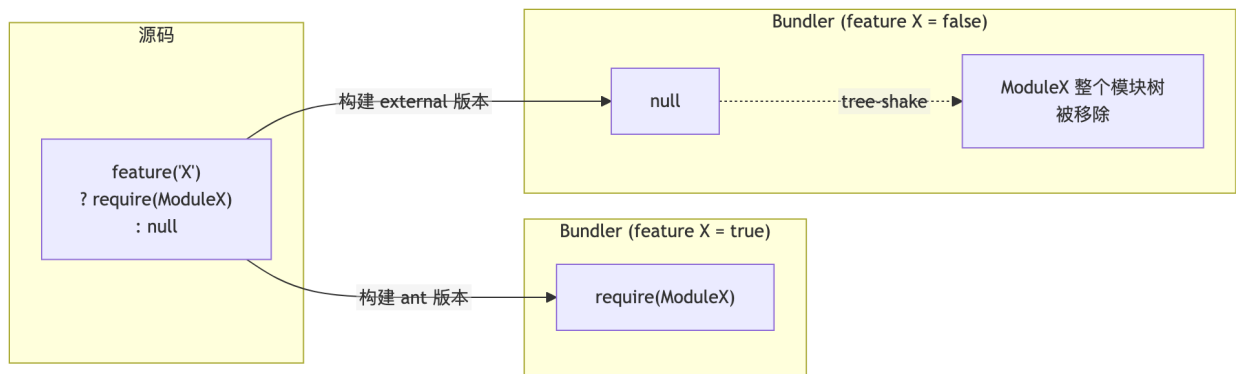 源码
feature('X')
? require(ModuleX)
: null
构建 external 版本
构建 ant 版本
Bundler (feature X = false)
null
tree-shake
ModuleX 整个模块树
被移除
Bundler (feature X = true)
require(ModuleX)